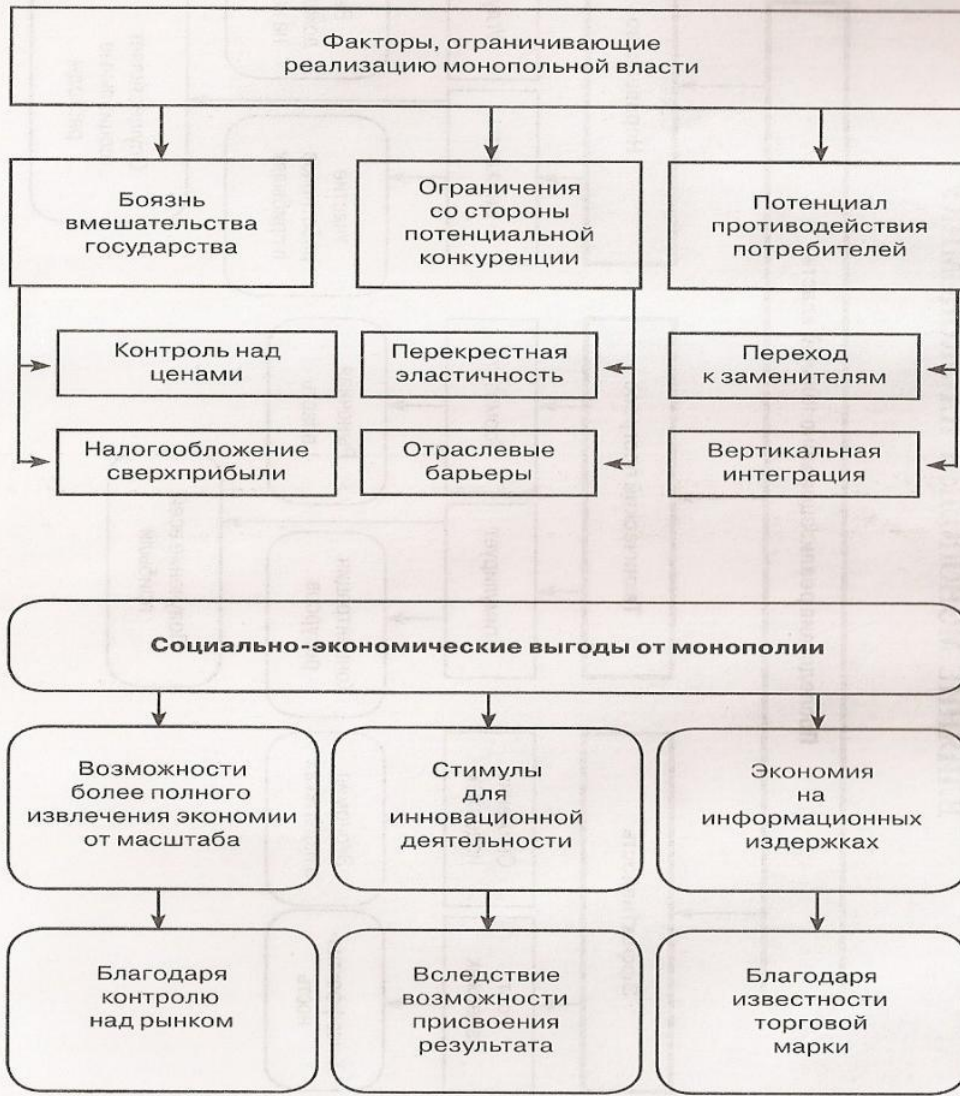 Факторы, ограничивающие
реализацию монопольной власти
Боязнь
вмешательства
государства
Ограничения
со стороны
потенциальной
конкуренции
Потенциал
противодействия
потребителей
Контроль над
ценами
Перекрестная
эластичность
Переход
к заменителям
Налогообложение
сверхприбыли
Отраслевые
барьеры
Вертикальная
интеграция
Социально-экономические выгоды от монополии
Возможности
более полного
извлечения экономии
от масштаба
Стимулы
для
инновационной
деятельности
Экономия
на
информационных
издержках
Благодаря
контролю
над рынком
Вследствие
возможности
присвоения
результата
Благодаря
известности
торговой
марки